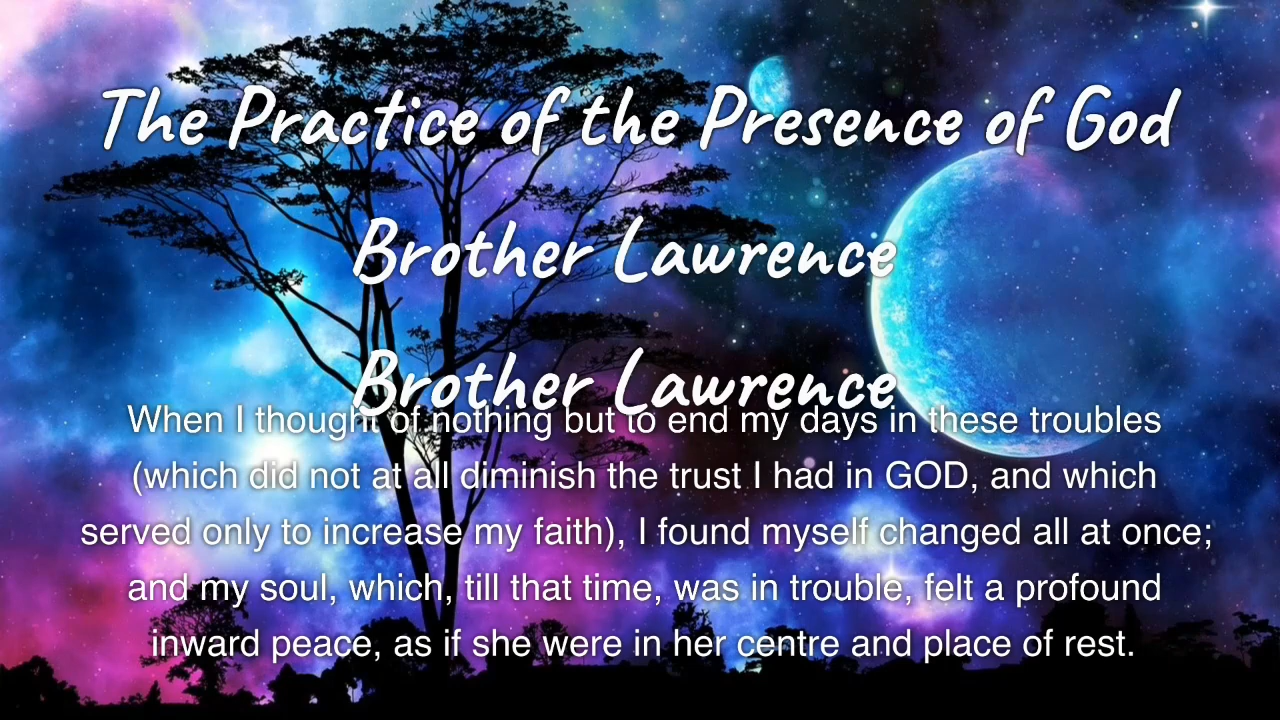 The Practice of the Presence of God
Brother Lawrence
Brother Lawrence
When I thought of nothing but to end my days in these troubles
(which did not at all diminish the trust I had in GOD, and which
served only to increase my faith), I found myself changed all at once;
and my soul, which, till that time, was in trouble, felt a profound
inward peace, as if she were in her centre and place of rest.